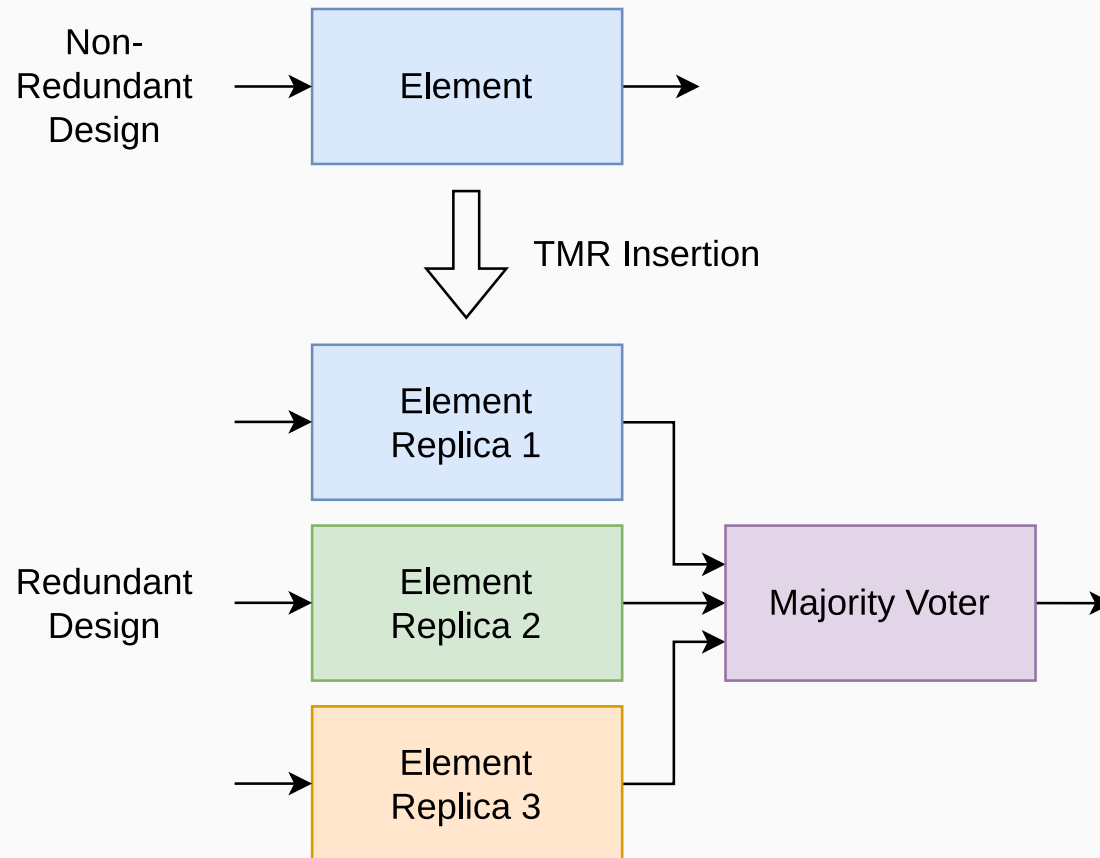 Non-
Redundant
Design
Element
TMR Insertion
Element
Replica 1
Redundant
Design
Element
Replica 2
Majority Voter
Element
Replica 3